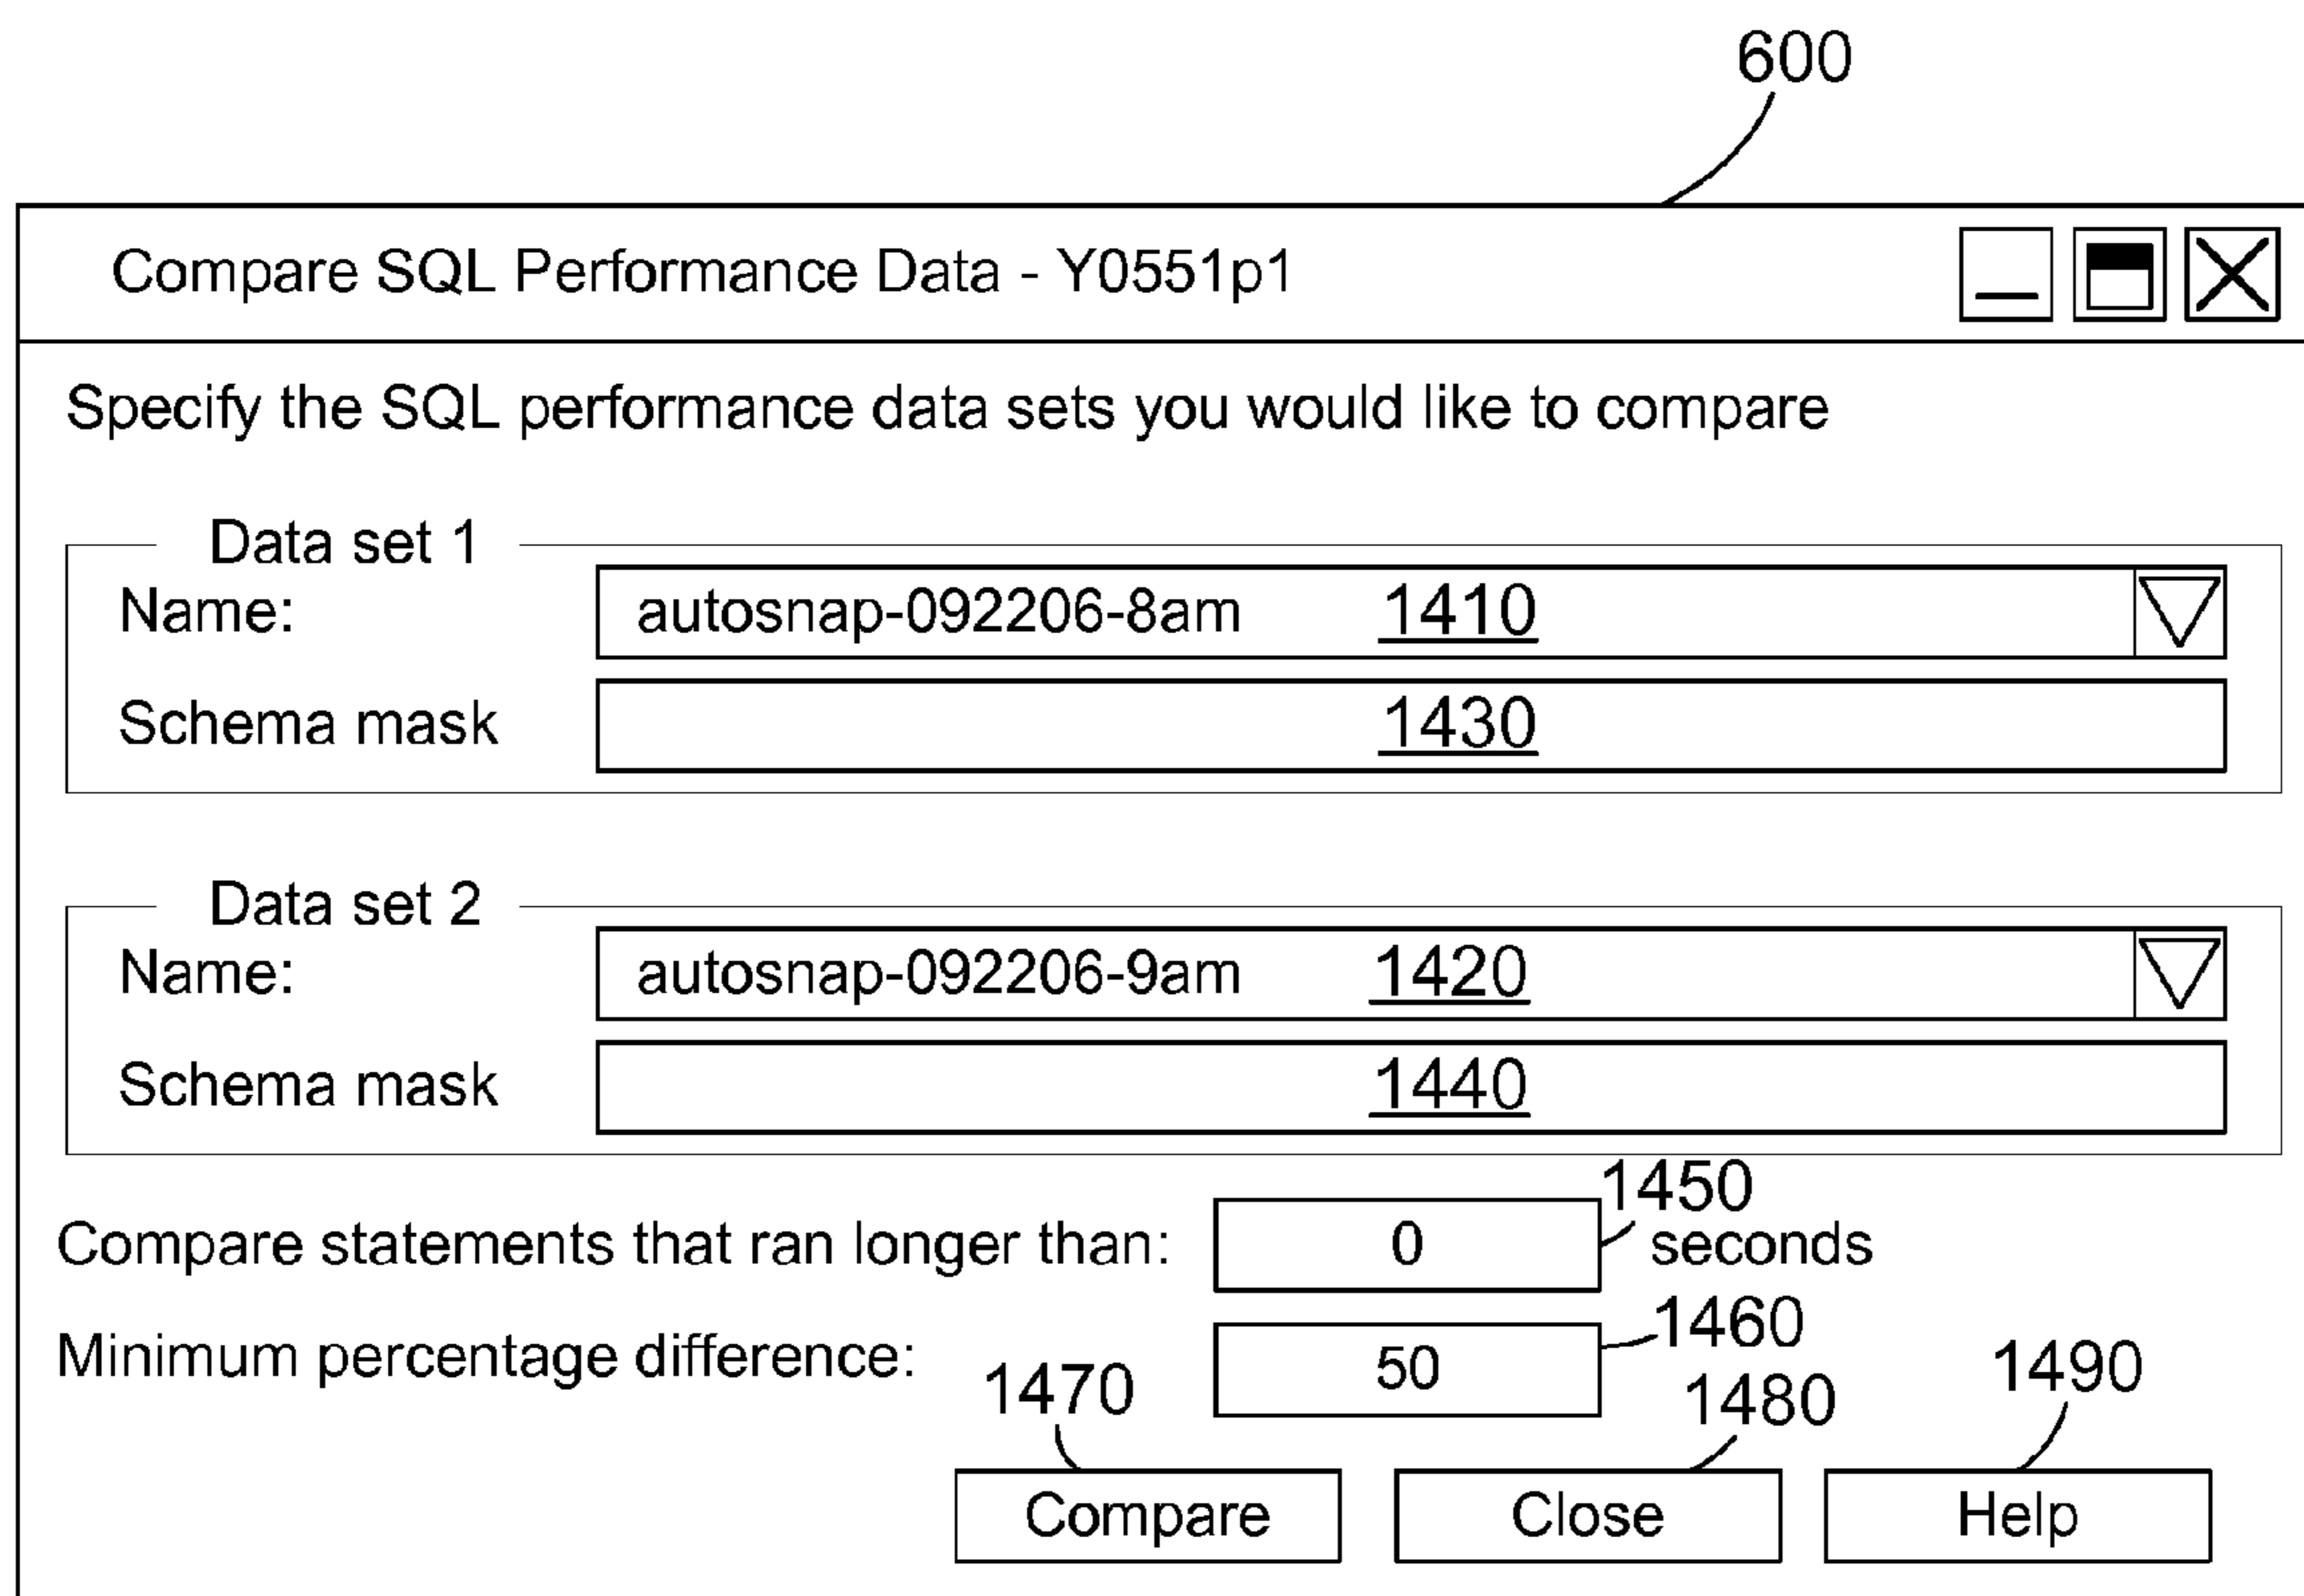 600
Compare SQL Performance Data - Y0551p1
Specify the SQL performance data sets you would like to compare
Data set 1
Name: autosnap-092206-8am 1410
Schema mask 1430
Data set 2
Name: autosnap-092206-9am 1420
Schema mask 1440
1450
Compare statements that ran longer than: 0 seconds
1460
Minimum percentage difference: 50
1470 1480 1490
Compare Close Help